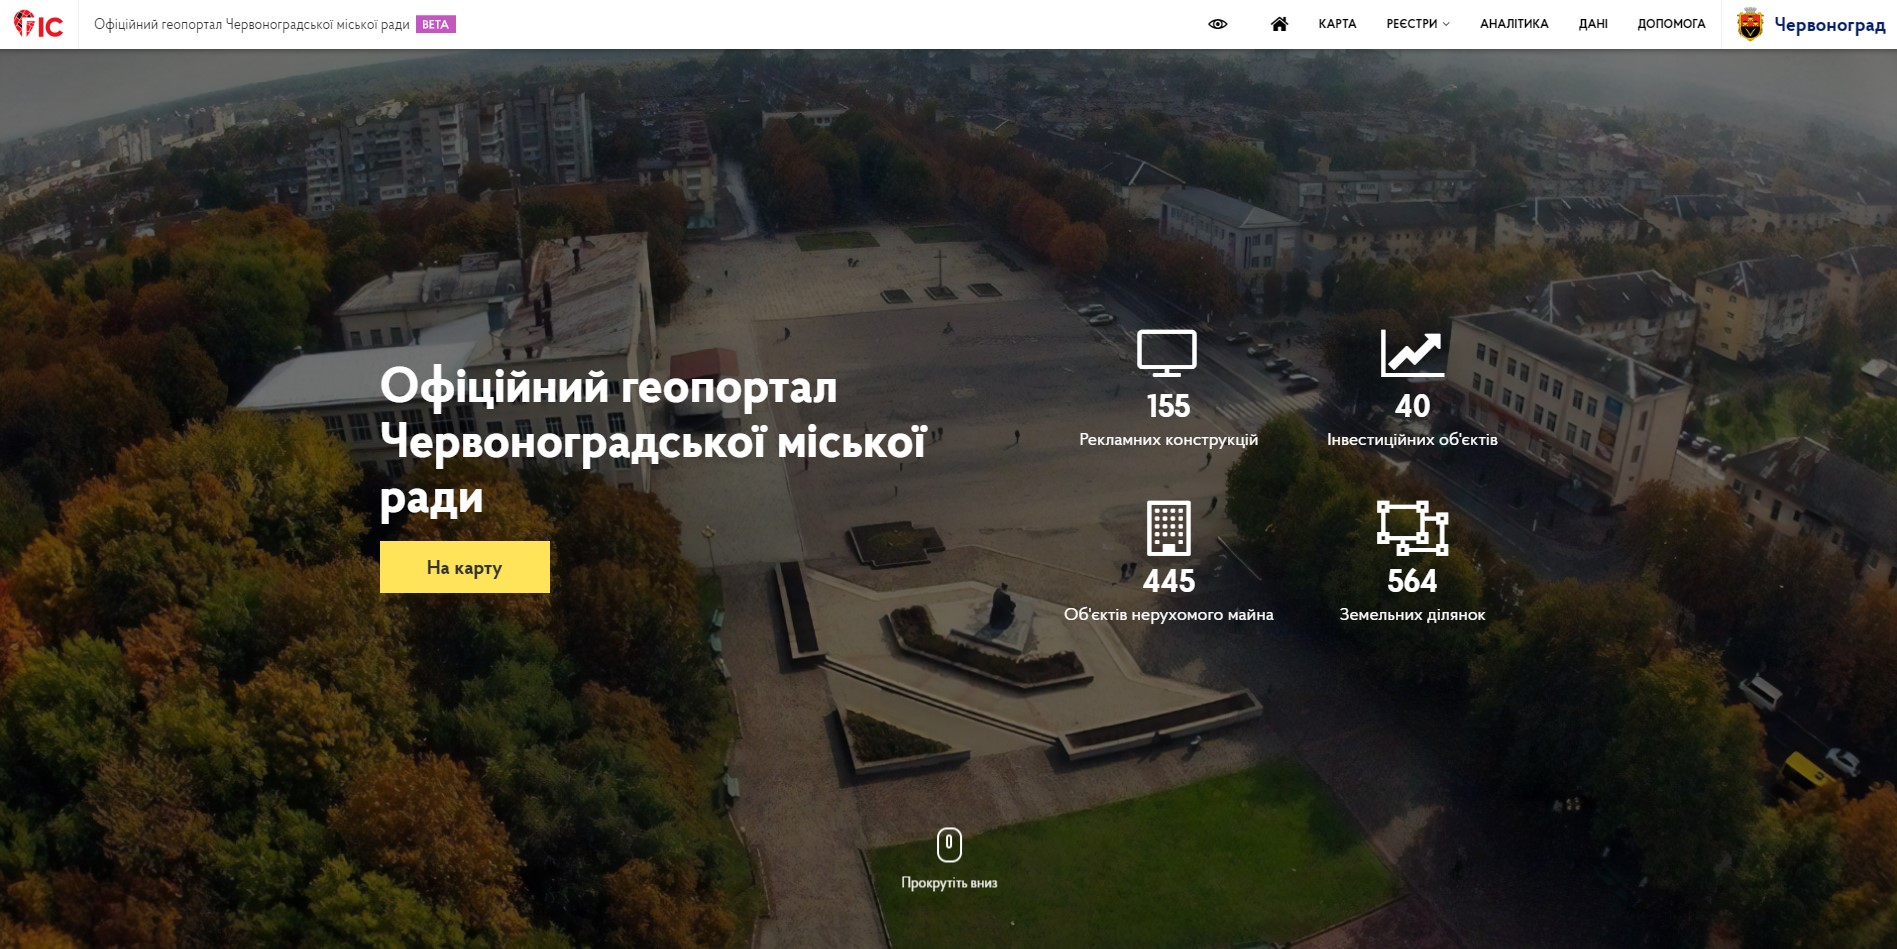 ГІС
Офіційний геопортал Червоноградської міської ради BETA
КАРТА РЕЄСТРИ АНАЛІТИКА ДАНІ ДОПОМОГА
Червоноград
Офіційний геопортал
Червоноградської міської
ради
На карту
155
Рекламних конструкцій
40
Інвестиційних об'єктів
445
Об'єктів нерухомого майна
564
Земельних ділянок
Прокрутіть вниз